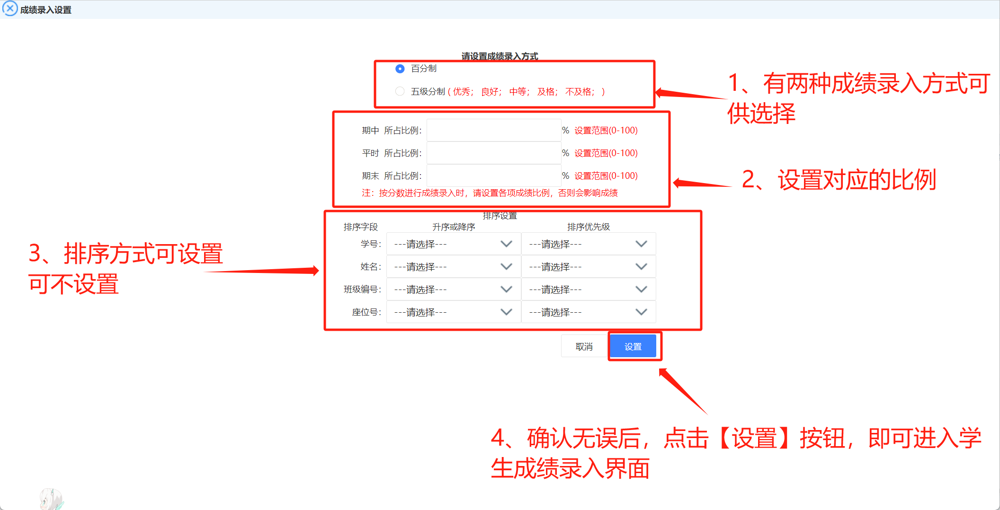 成绩录入设置
请设置成绩录入方式
百分制
五级分制 ( 优秀； 良好； 中等； 及格； 不及格； )
1、有两种成绩录入方式可
供选择
期中 所占比例： % 设置范围(0-100)
平时 所占比例： % 设置范围(0-100)
期末 所占比例： % 设置范围(0-100)
注：按分数进行成绩录入时，请设置各项成绩比例，否则会影响成绩
2、设置对应的比例
排序设置
排序字段 升序或降序 排序优先级
学号： ---请选择--- ---请选择---
姓名： ---请选择--- ---请选择---
班级编号： ---请选择--- ---请选择---
座位号： ---请选择--- ---请选择---
3、排序方式可设置
可不设置
取消 设置
4、确认无误后，点击【设置】按钮，即可进入学
生成绩录入界面